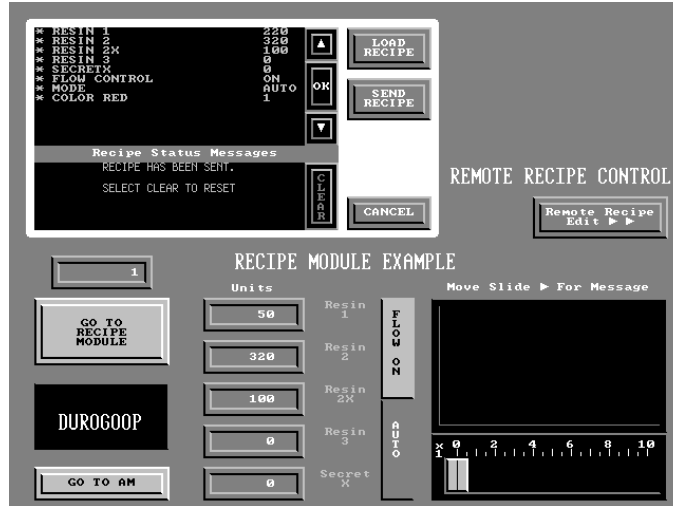 * RESIN 1 220
* RESIN 2 320
* RESIN 2X 100
* RESIN 3 0
* SECRETX 0
* FLOW CONTROL ON
* MODE AUTO
* COLOR RED 1
OK
LOAD
RECIPE
SEND
RECIPE
Recipe Status Messages
RECIPE HAS BEEN SENT.
SELECT CLEAR TO RESET
CLEAR
CANCEL
REMOTE RECIPE CONTROL
Remote Recipe
Edit ▶ ▶
RECIPE MODULE EXAMPLE
1
GO TO
RECIPE
MODULE
DUROGOOP
GO TO AM
Units
50 Resin 1
320 Resin 2
100 Resin 2X
0 Resin 3
0 Secret X
FLOW ON
AUTO
Move Slide ▶ For Message
x1 0 2 4 6 8 10